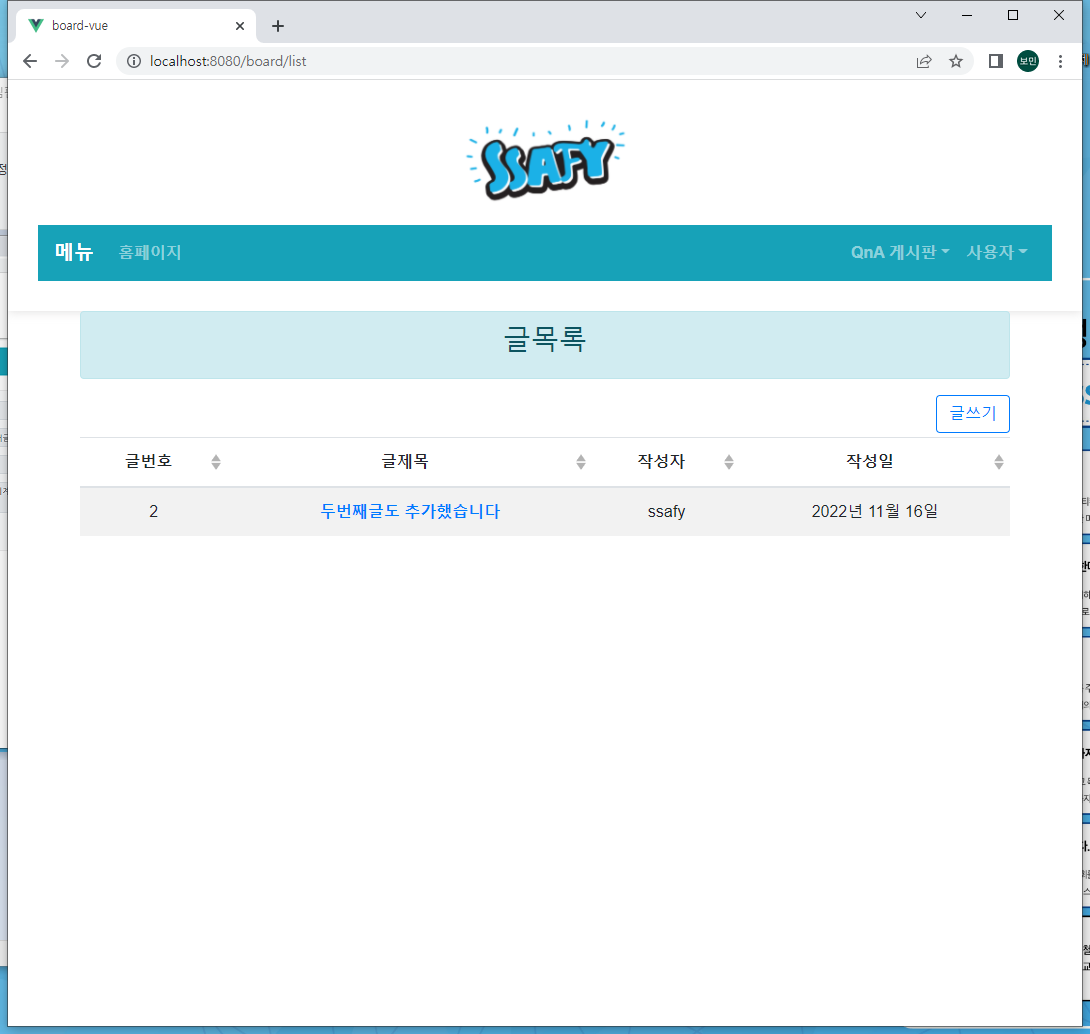 board-vue
localhost:8080/board/list
보민
SSAFY
메뉴 홈페이지 QnA 게시판 사용자
글목록
글쓰기
글번호 글제목 작성자 작성일
2 두번째글도 추가했습니다 ssafy 2022년 11월 16일